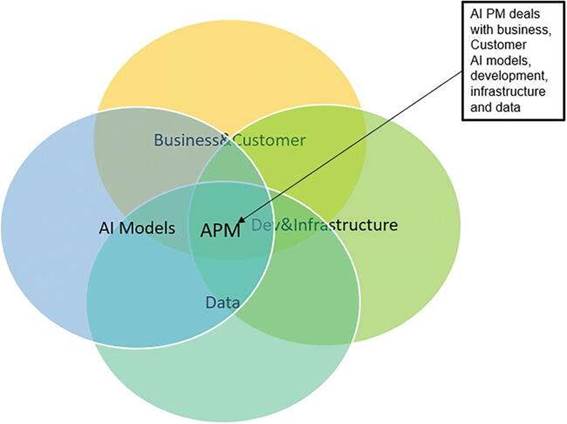 AI PM deals
with business,
Customer
AI models,
development,
infrastructure
and data
Business&Customer
AI Models
APM
Dev&Infrastructure
Data